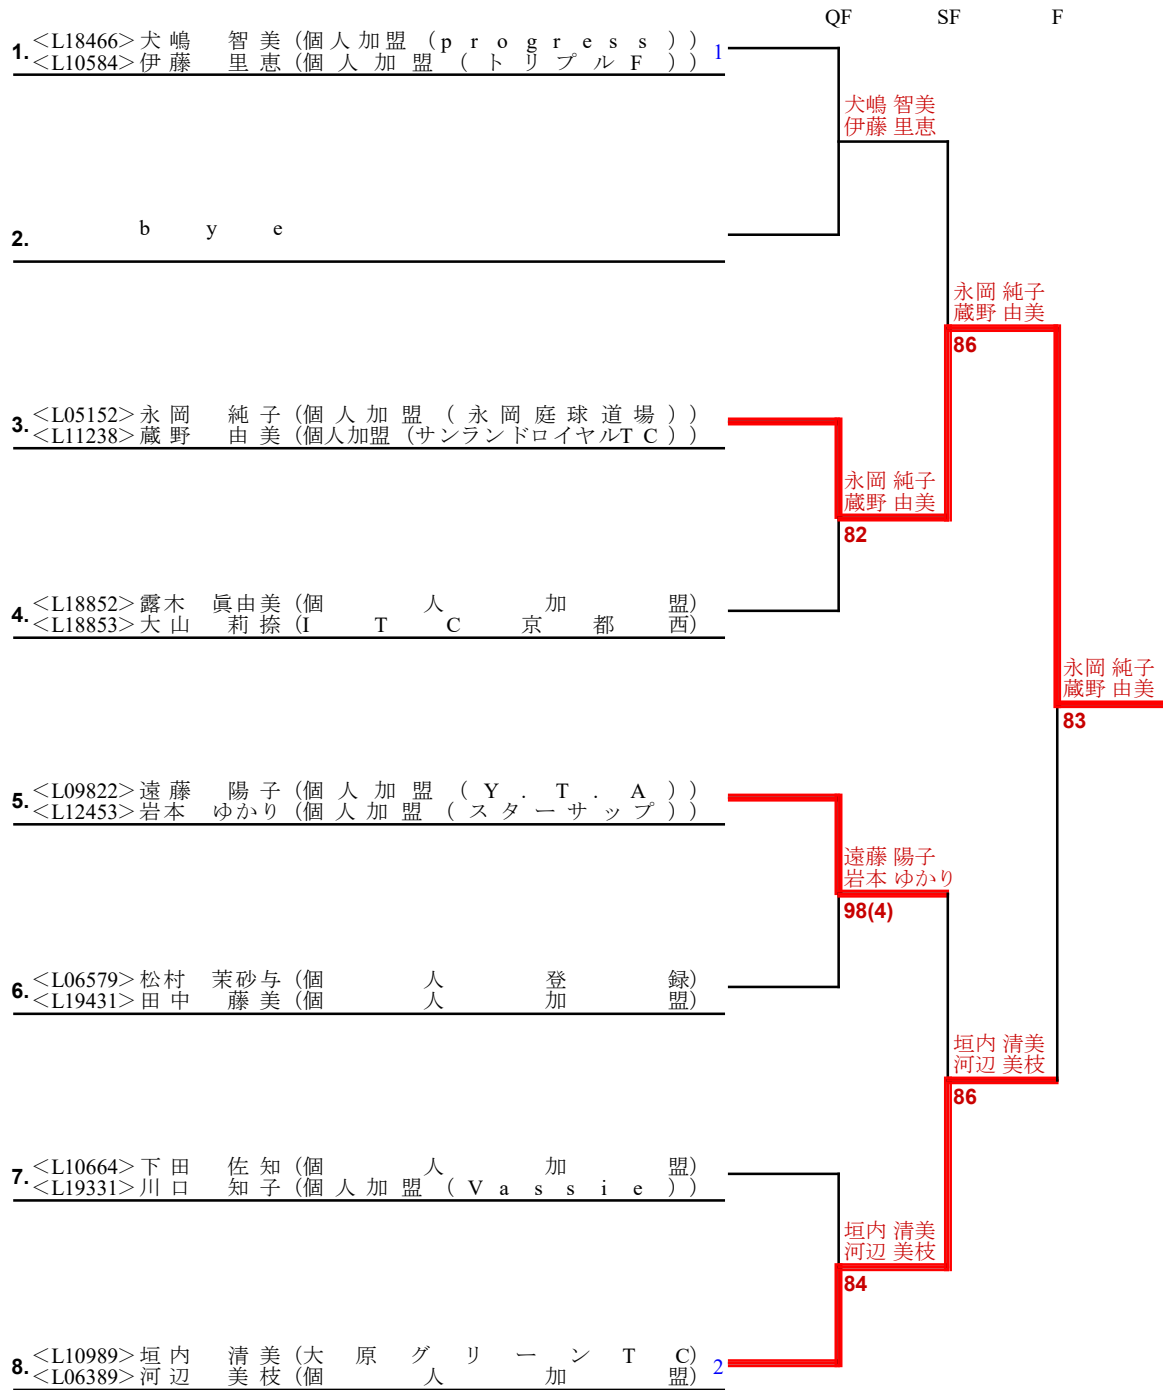 QF SF F
1. <L18466> 犬嶋 智美 (個人加盟 (progress)) 1
<L10584> 伊藤 里恵 (個人加盟 (トリプルF))
犬嶋 智美
伊藤 里恵
2. bye
永岡 純子
蔵野 由美
86
3. <L05152> 永岡 純子 (個人加盟 (永岡庭球道場))
<L11238> 蔵野 由美 (個人加盟 (サンランドロイヤルTC))
永岡 純子
蔵野 由美
82
4. <L18852> 露木 眞由美 (個人加盟)
<L18853> 大山 莉捺 (ITC京都西)
永岡 純子
蔵野 由美
83
5. <L09822> 遠藤 陽子 (個人加盟 (Y.T.A))
<L12453> 岩本 ゆかり (個人加盟 (スターサップ))
遠藤 陽子
岩本 ゆかり
98(4)
6. <L06579> 松村 茉砂与 (個人登録)
<L19431> 田中 藤美 (個人加盟)
垣内 清美
河辺 美枝
86
7. <L10664> 下田 佐知 (個人加盟)
<L19331> 川口 知子 (個人加盟 (Vassie))
垣内 清美
河辺 美枝
84
8. <L10989> 垣内 清美 (大原グリーンTC) 2
<L06389> 河辺 美枝 (個人加盟)